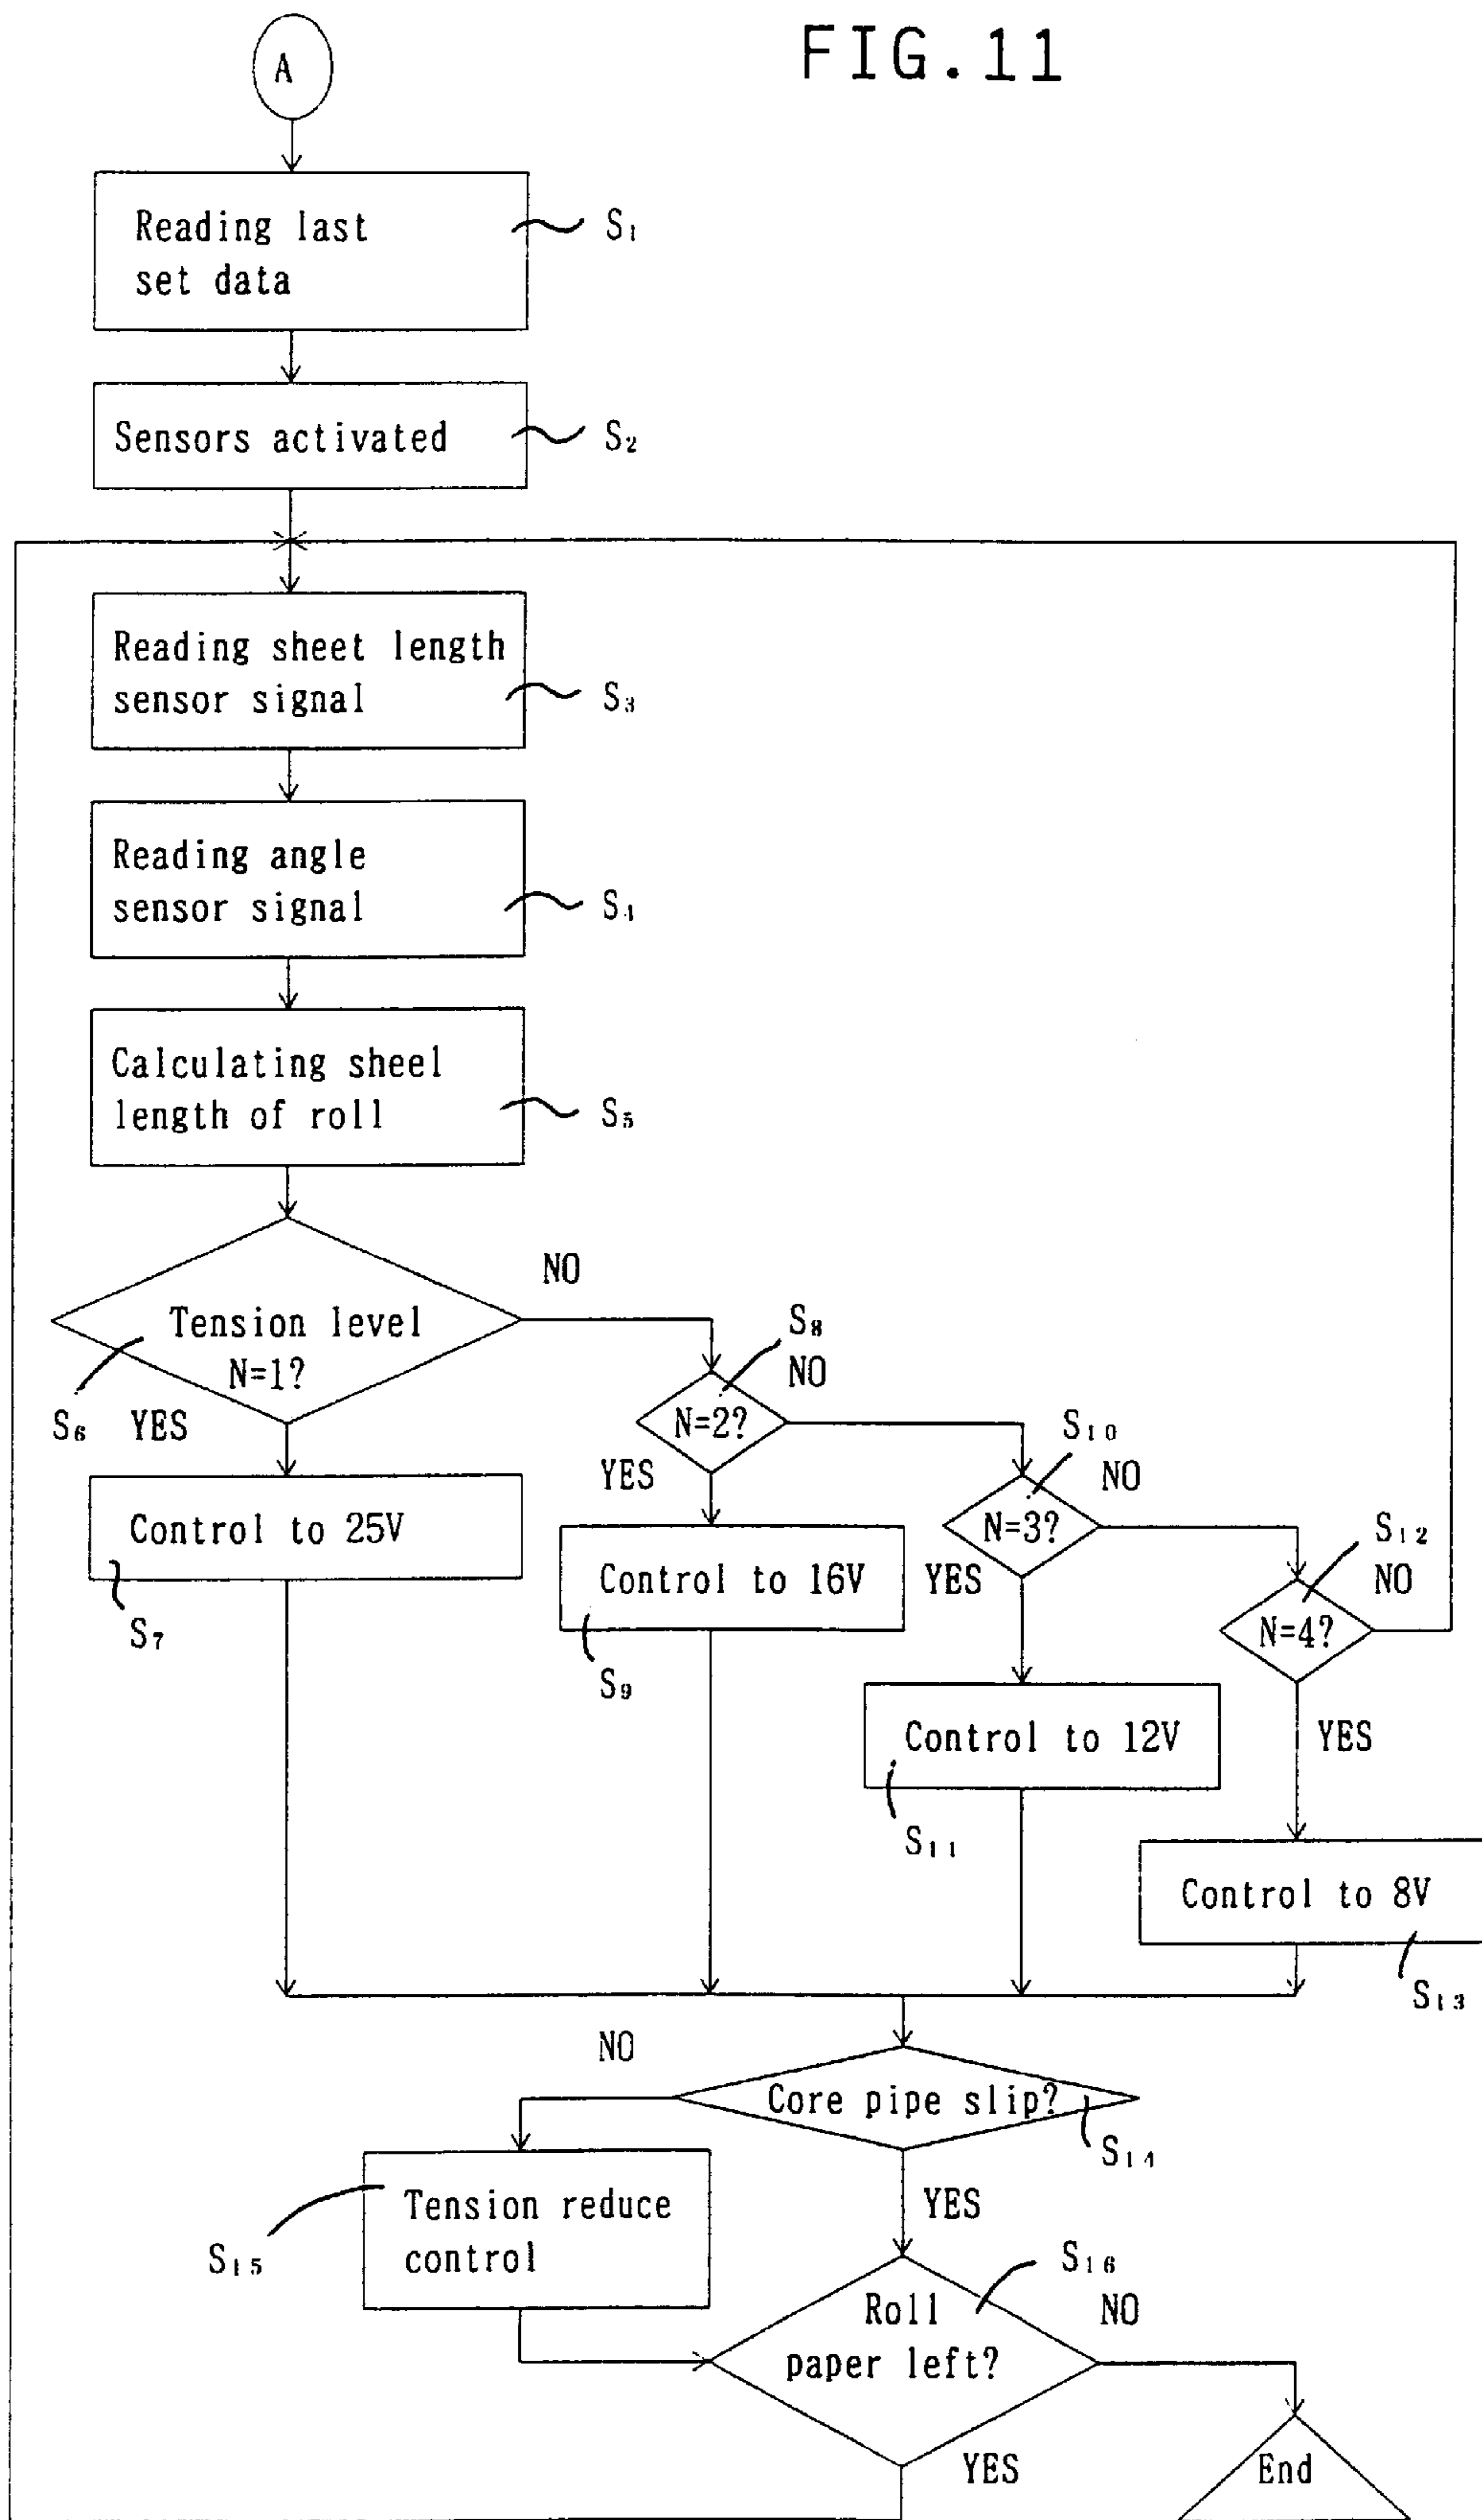 FIG.11
A
Reading last
set data
S1
Sensors activated
S2
Reading sheet length
sensor signal
S3
Reading angle
sensor signal
S4
Calculating sheel
length of roll
S5
Tension level
N=1?
NO
S6
YES
Control to 25V
S7
S8
NO
N=2?
YES
Control to 16V
S9
S10
NO
N=3?
YES
Control to 12V
S11
S12
NO
N=4?
YES
Control to 8V
S13
NO
Core pipe slip?
S14
YES
Tension reduce
control
S15
S16
Roll
paper left?
NO
YES
End